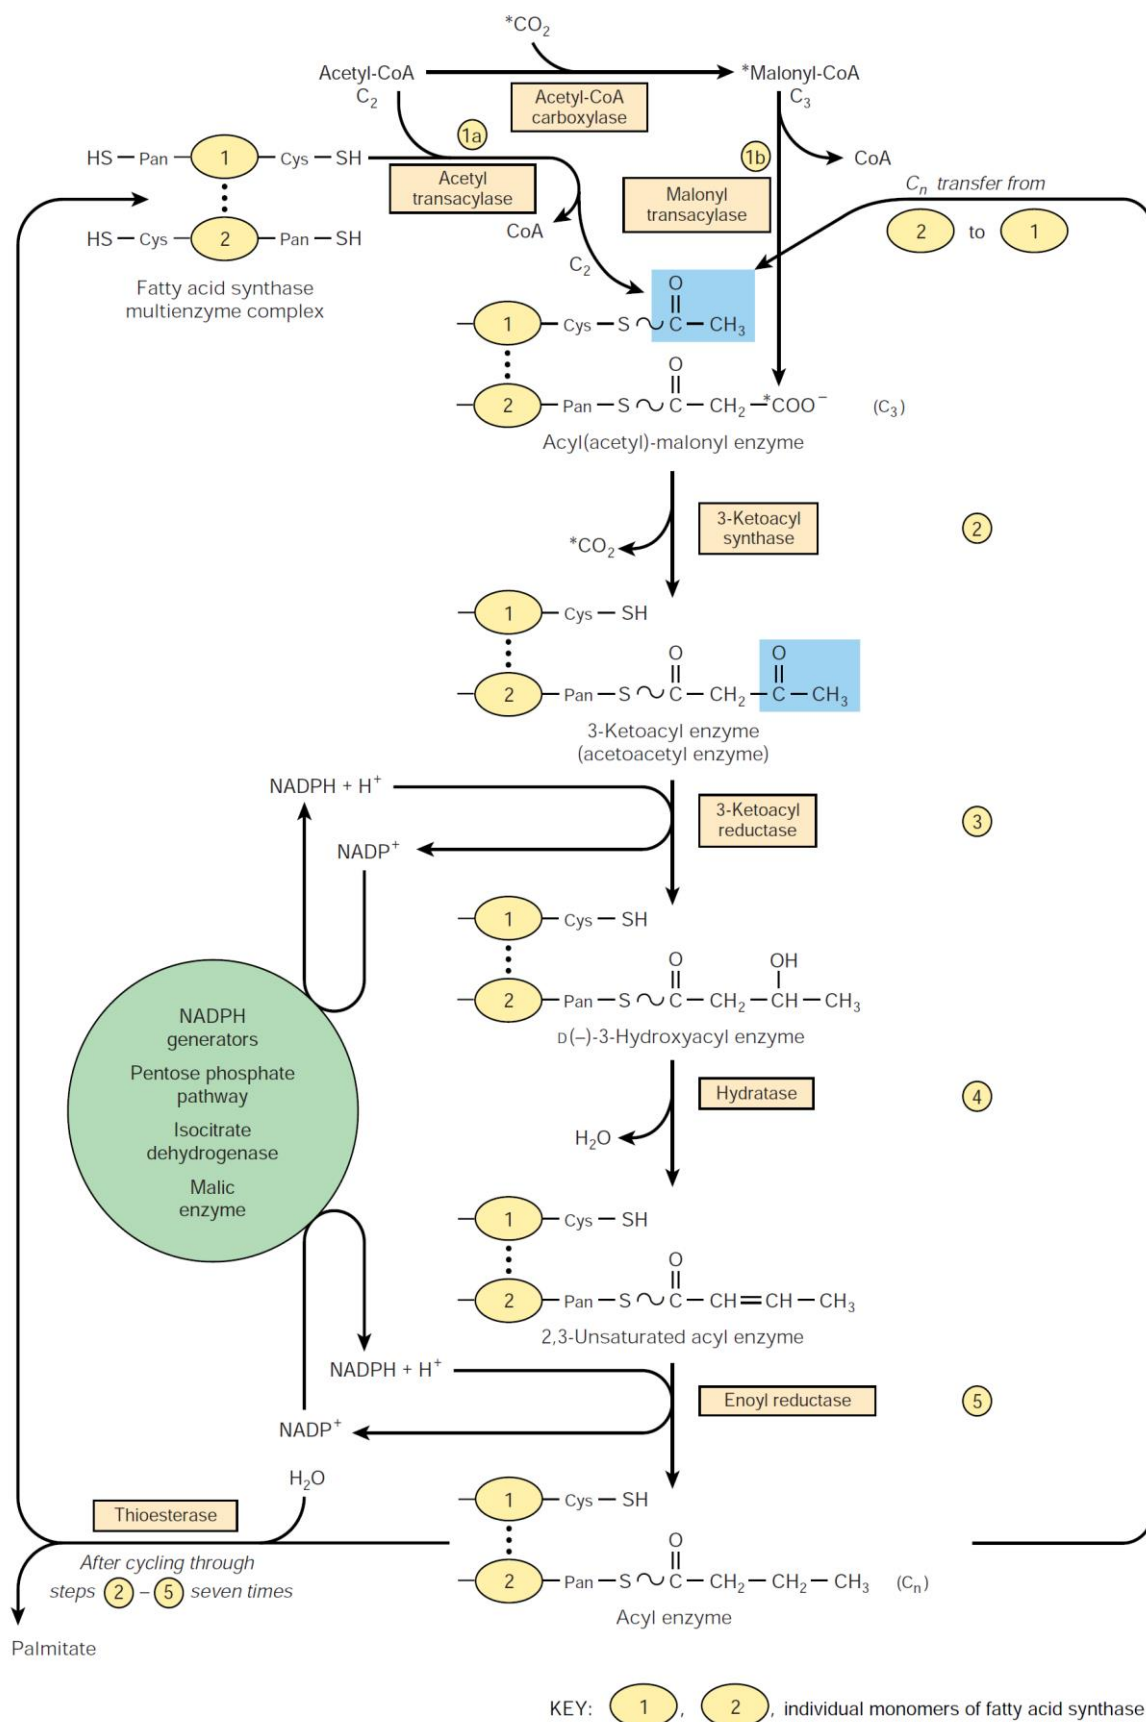 *CO₂
Acetyl-CoA
C₂
*Malonyl-CoA
C₃
Acetyl-CoA
carboxylase
1a
1b
HS – Pan – 1 – Cys – SH
Acetyl
transacylase
CoA
Malonyl
transacylase
CoA
Cₙ transfer from
2 to 1
HS – Cys – 2 – Pan – SH
Fatty acid synthase
multienzyme complex
C₂
O
1 – Cys – S ~ C – CH₃
O
2 – Pan – S ~ C – CH₂ – *COO⁻ (C₃)
Acyl(acetyl)-malonyl enzyme
3-Ketoacyl
synthase
2
*CO₂
1 – Cys – SH
O O
2 – Pan – S ~ C – CH₂ – C – CH₃
3-Ketoacyl enzyme
(acetoacetyl enzyme)
NADPH + H⁺
3-Ketoacyl
reductase
3
NADP⁺
1 – Cys – SH
O OH
2 – Pan – S ~ C – CH₂ – CH – CH₃
D(–)-3-Hydroxyacyl enzyme
NADPH
generators
Pentose phosphate
pathway
Isocitrate
dehydrogenase
Malic
enzyme
Hydratase
4
H₂O
1 – Cys – SH
O
2 – Pan – S ~ C – CH = CH – CH₃
2,3-Unsaturated acyl enzyme
NADPH + H⁺
Enoyl reductase
5
NADP⁺
H₂O
Thioesterase
1 – Cys – SH
O
2 – Pan – S ~ C – CH₂ – CH₂ – CH₃ (Cₙ)
Acyl enzyme
After cycling through
steps 2 – 5 seven times
Palmitate
KEY: 1, 2, individual monomers of fatty acid synthase